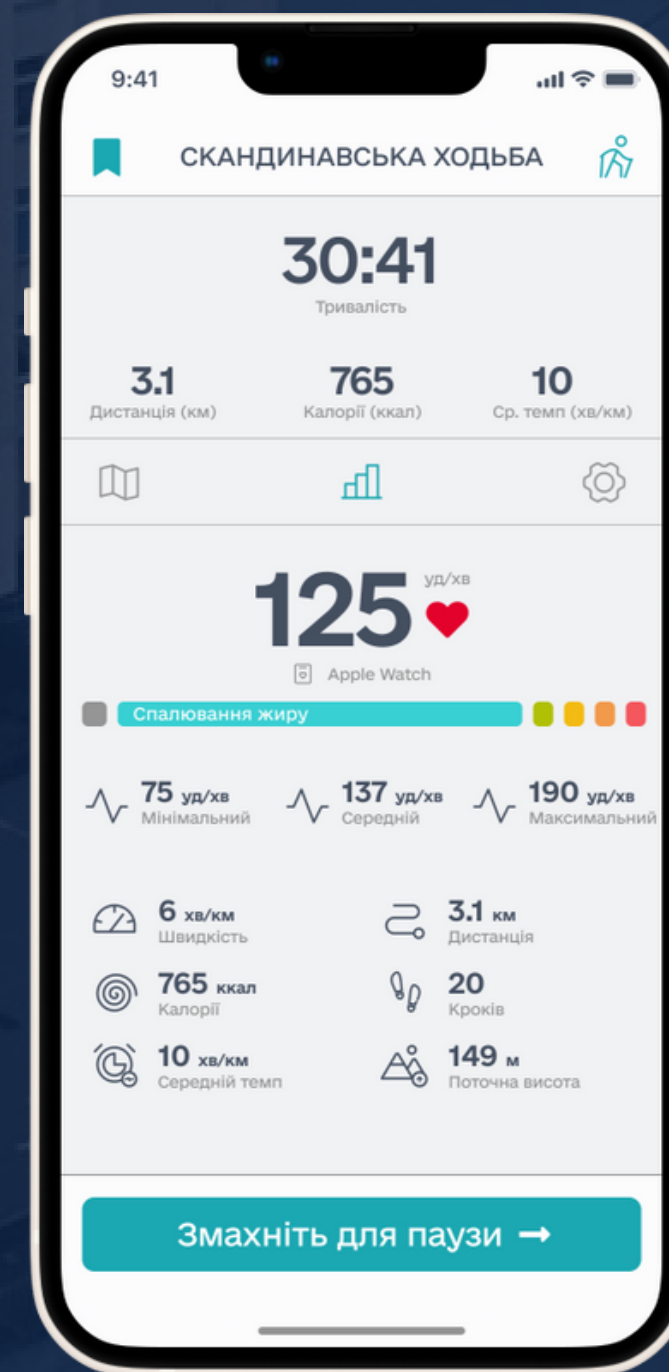 9:41
СКАНДИНАВСЬКА ХОДЬБА
30:41
Тривалість
3.1 765 10
Дистанція (км) Калорії (ккал) Ср. темп (хв/км)
125 уд/хв
Apple Watch
Спалювання жиру
75 уд/хв 137 уд/хв 190 уд/хв
Мінімальний Середній Максимальний
6 хв/км 3.1 км
Швидкість Дистанція
765 ккал 20
Калорії Кроків
10 хв/км 149 м
Середній темп Поточна висота
Змахніть для паузи →